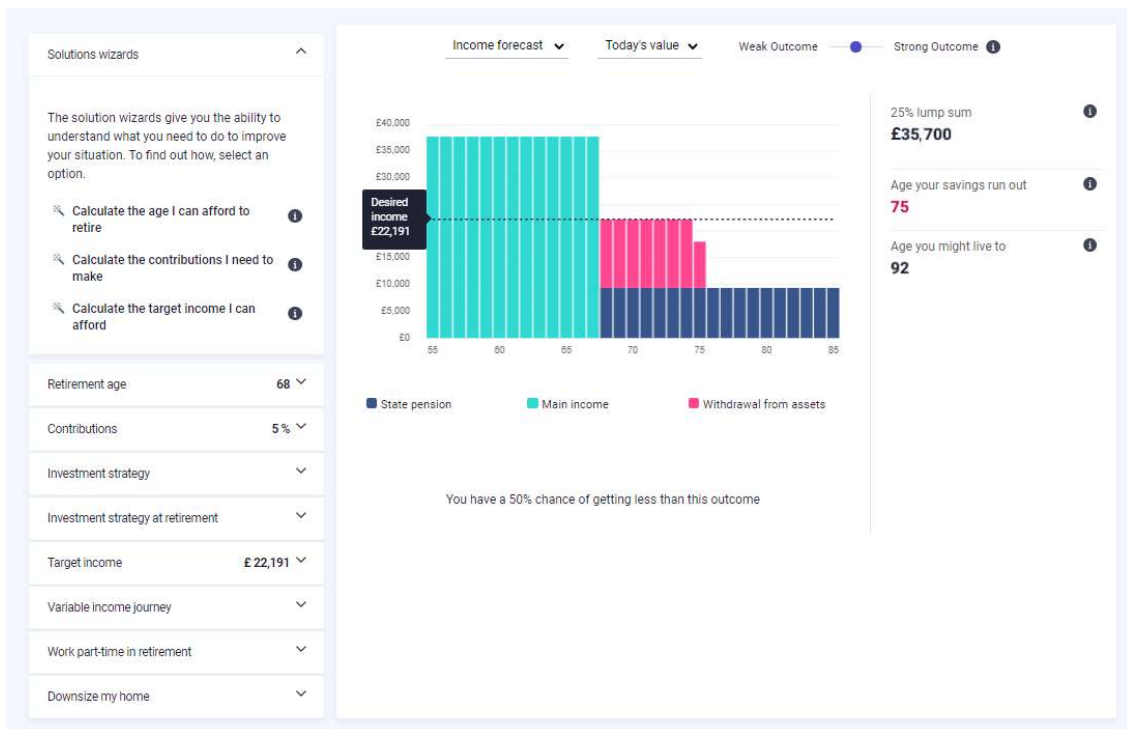 Solutions wizards
The solution wizards give you the ability to
understand what you need to do to improve
your situation. To find out how, select an
option.
Calculate the age I can afford to
retire
Calculate the contributions I need to
make
Calculate the target income I can
afford
Retirement age 68
Contributions 5 %
Investment strategy
Investment strategy at retirement
Target income £ 22,191
Variable income journey
Work part-time in retirement
Downsize my home
Income forecast Today's value Weak Outcome Strong Outcome
£40,000
£35,000
£30,000
Desired
income
£22,191
£15,000
£10,000
£5,000
£0
55 60 65 70 75 80 85
State pension Main income Withdrawal from assets
You have a 50% chance of getting less than this outcome
25% lump sum
£35,700
Age your savings run out
75
Age you might live to
92